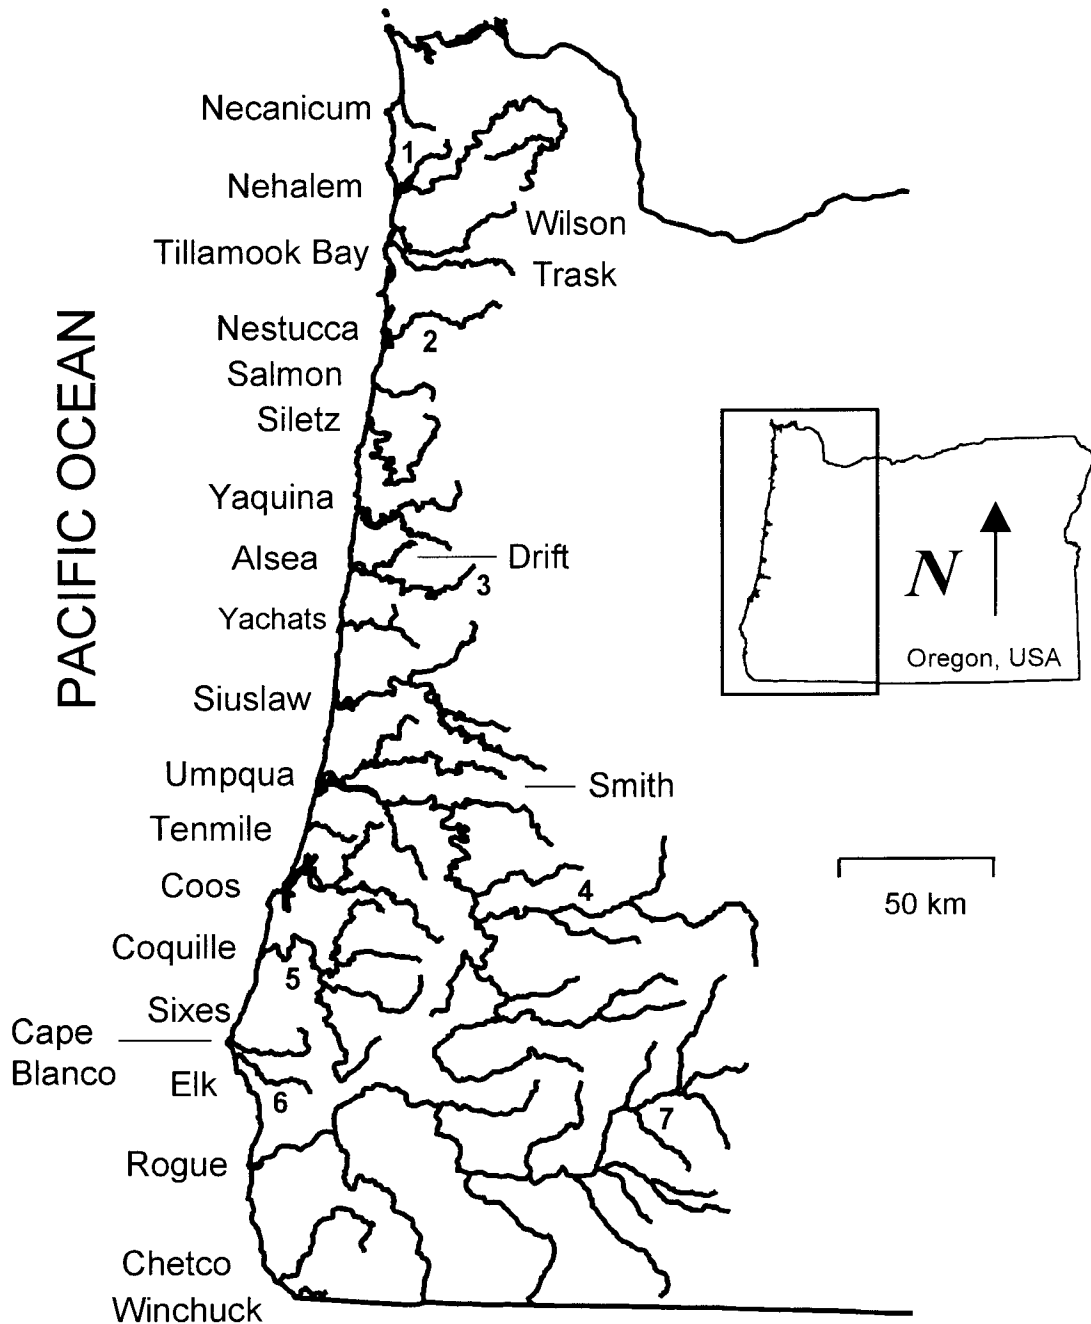 Necanicum
1
Nehalem
Wilson
Tillamook Bay
Trask
Nestucca
2
Salmon
Siletz
PACIFIC OCEAN
Yaquina
Alsea
Drift
3
Yachats
N
Oregon, USA
Siuslaw
Umpqua
Smith
Tenmile
Coos
4
50 km
Coquille
5
Sixes
Cape
Blanco
Elk
6
7
Rogue
Chetco
Winchuck